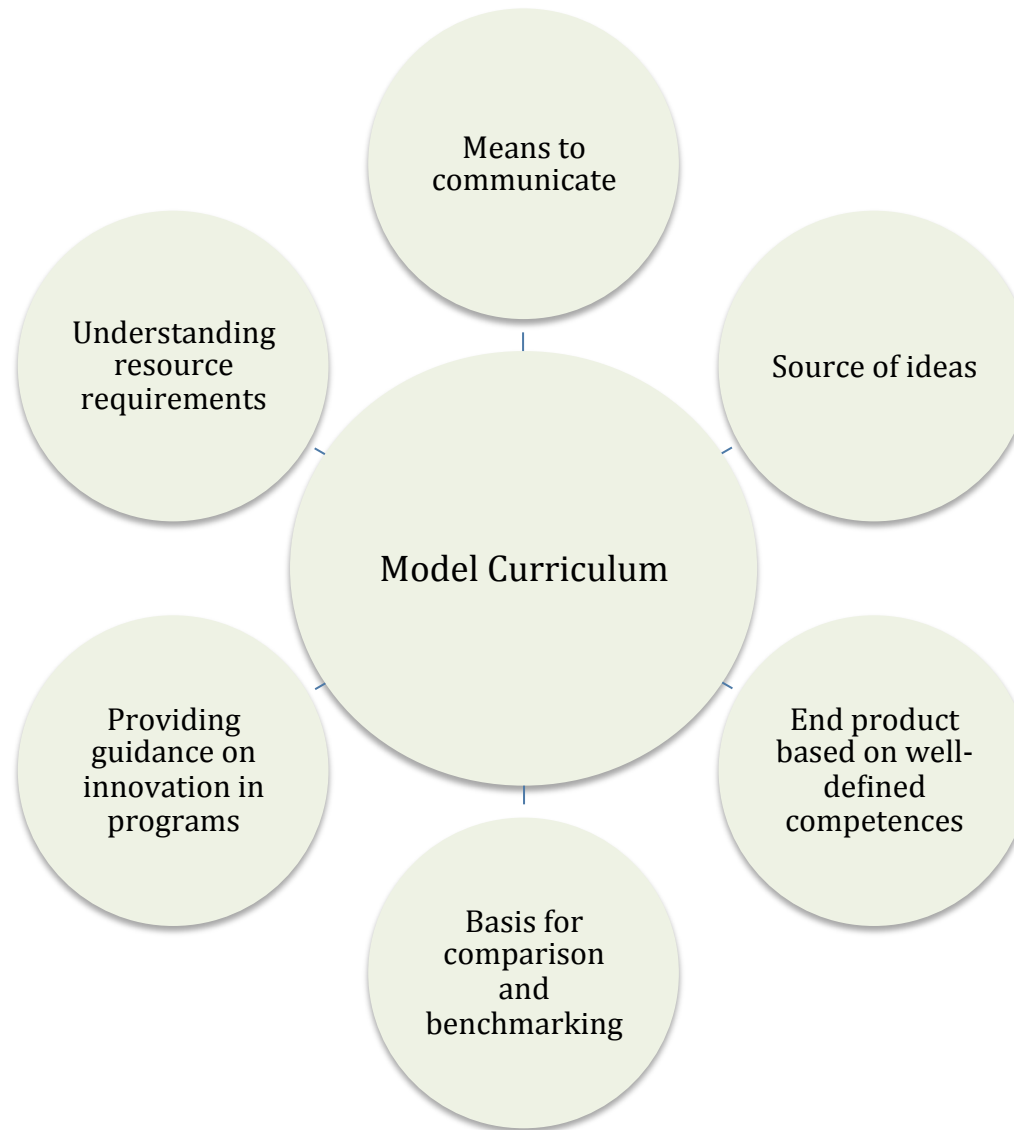 Means to
communicate
Source of ideas
End product
based on well-
defined
competences
Basis for
comparison
and
benchmarking
Providing
guidance on
innovation in
programs
Understanding
resource
requirements
Model Curriculum